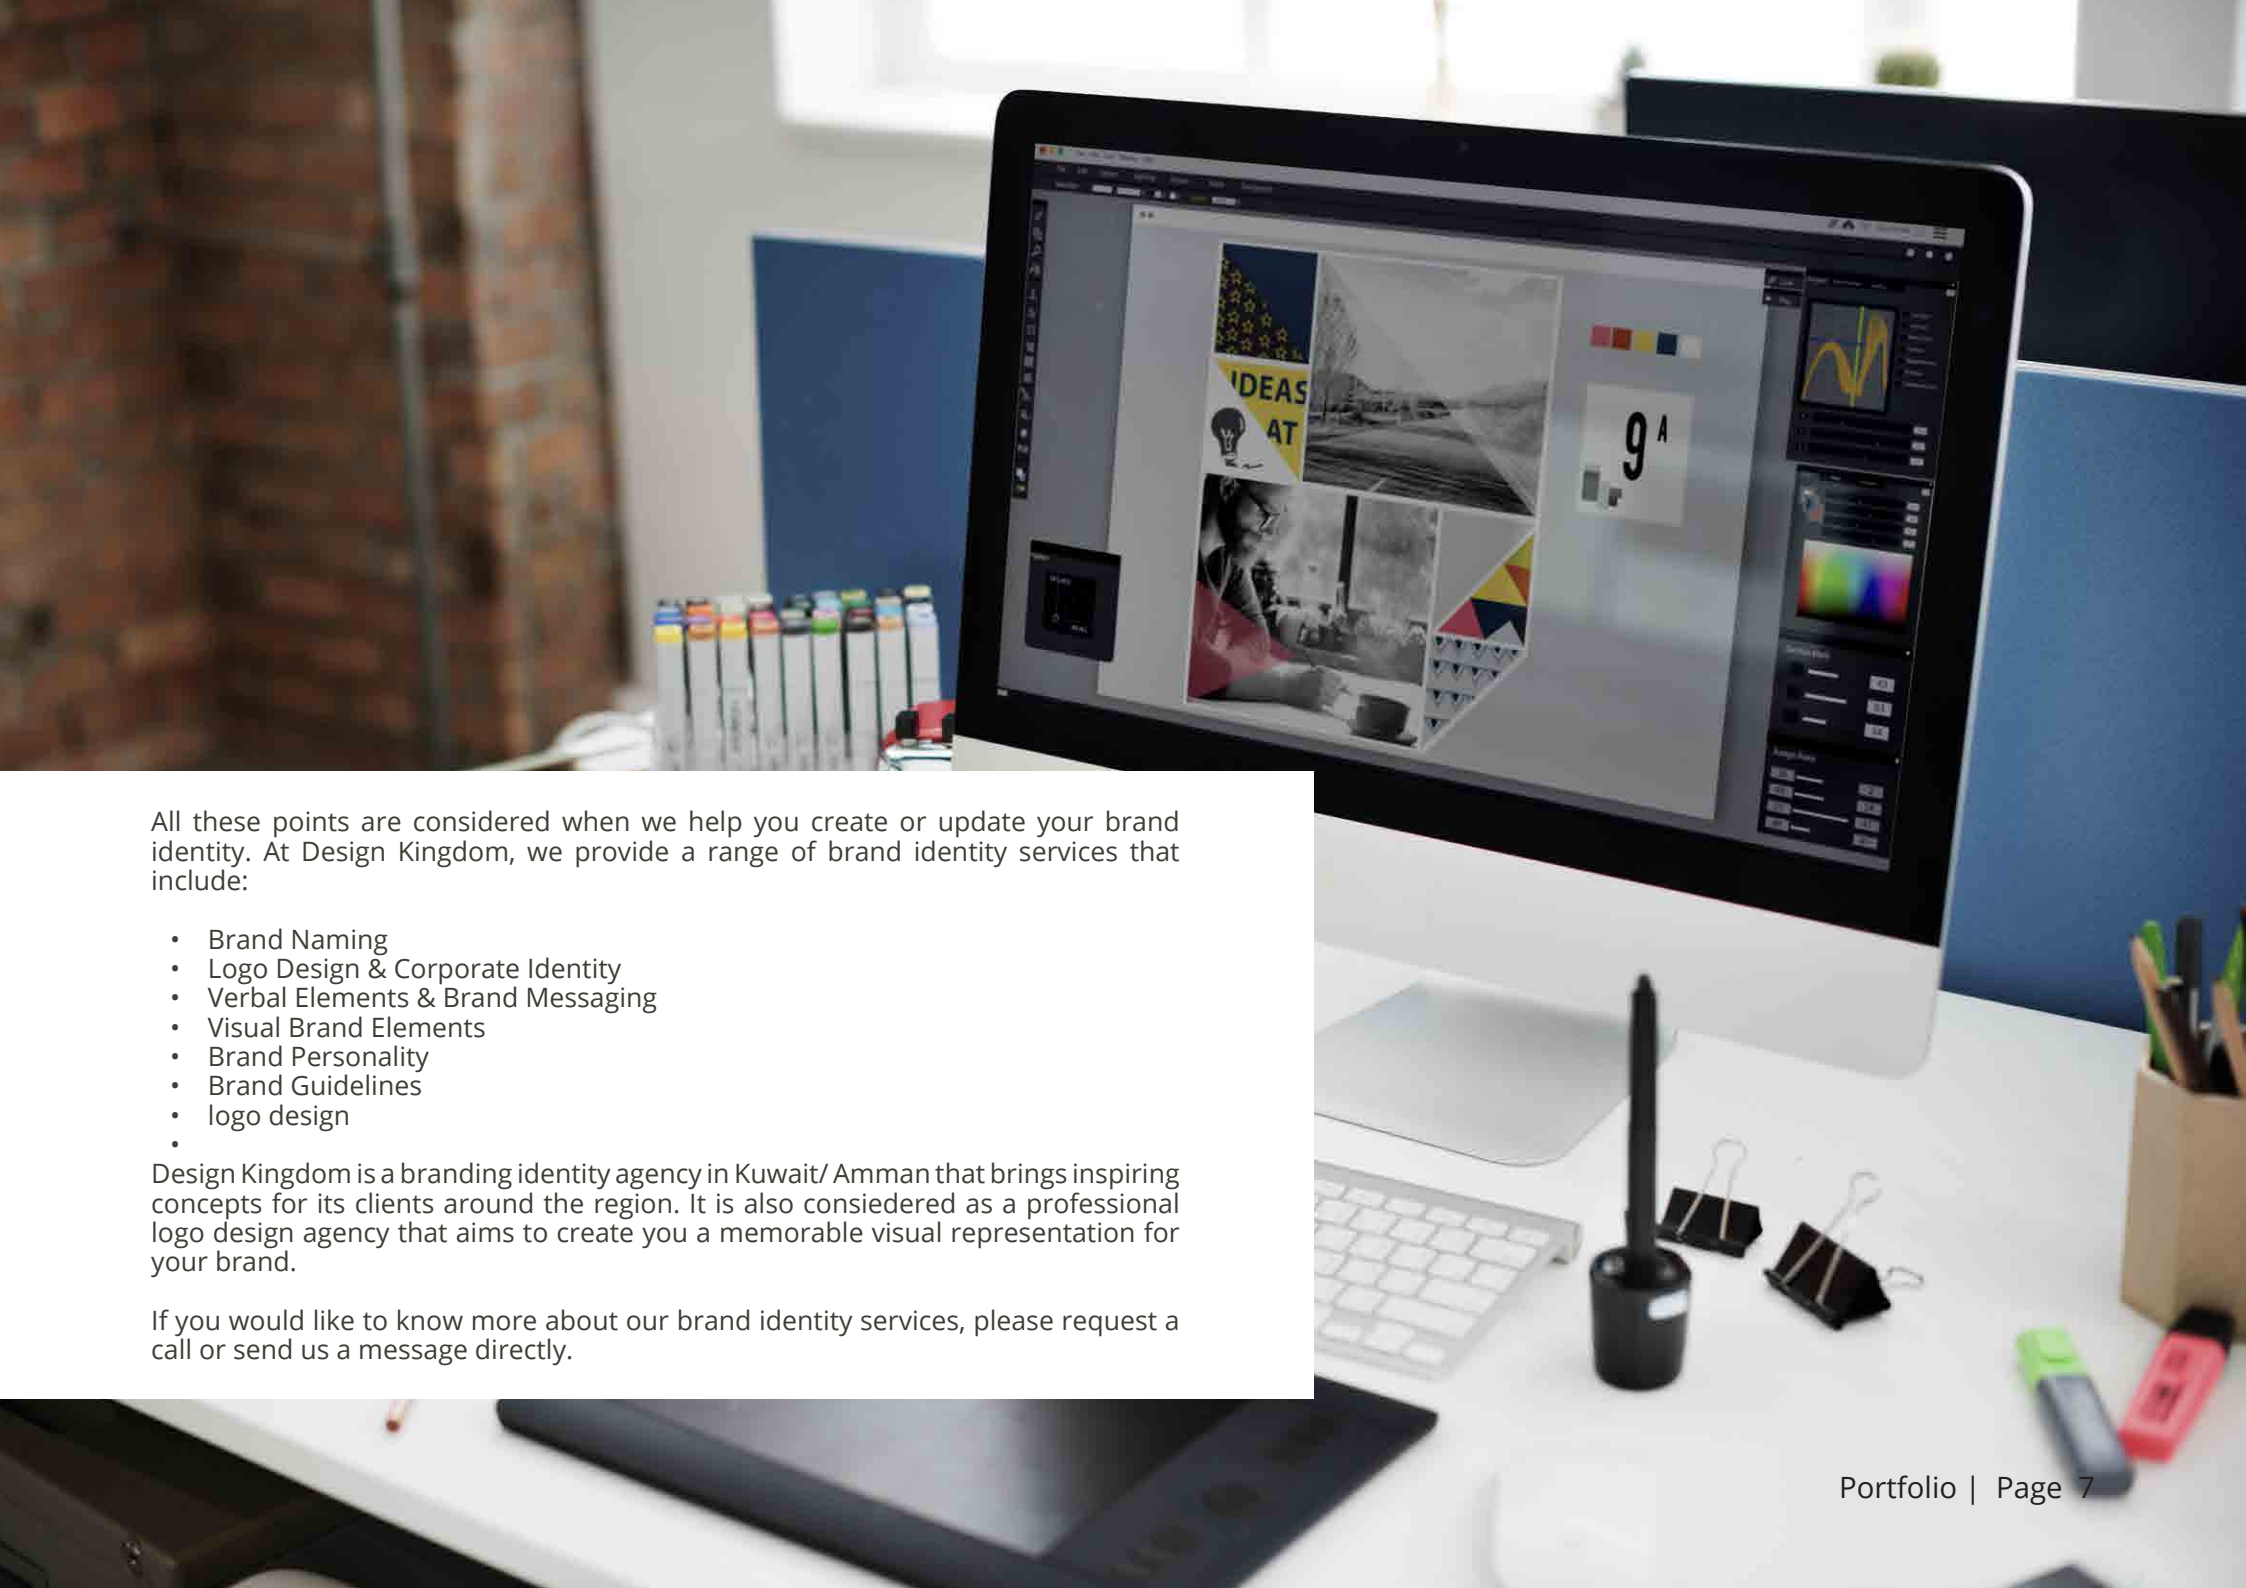 IDEAS
AT
9 A
All these points are considered when we help you create or update your brand
identity. At Design Kingdom, we provide a range of brand identity services that
include:
• Brand Naming
• Logo Design & Corporate Identity
• Verbal Elements & Brand Messaging
• Visual Brand Elements
• Brand Personality
• Brand Guidelines
• logo design
•
Design Kingdom is a branding identity agency in Kuwait/ Amman that brings inspiring
concepts for its clients around the region. It is also consiedered as a professional
logo design agency that aims to create you a memorable visual representation for
your brand.
If you would like to know more about our brand identity services, please request a
call or send us a message directly.
Portfolio | Page 7